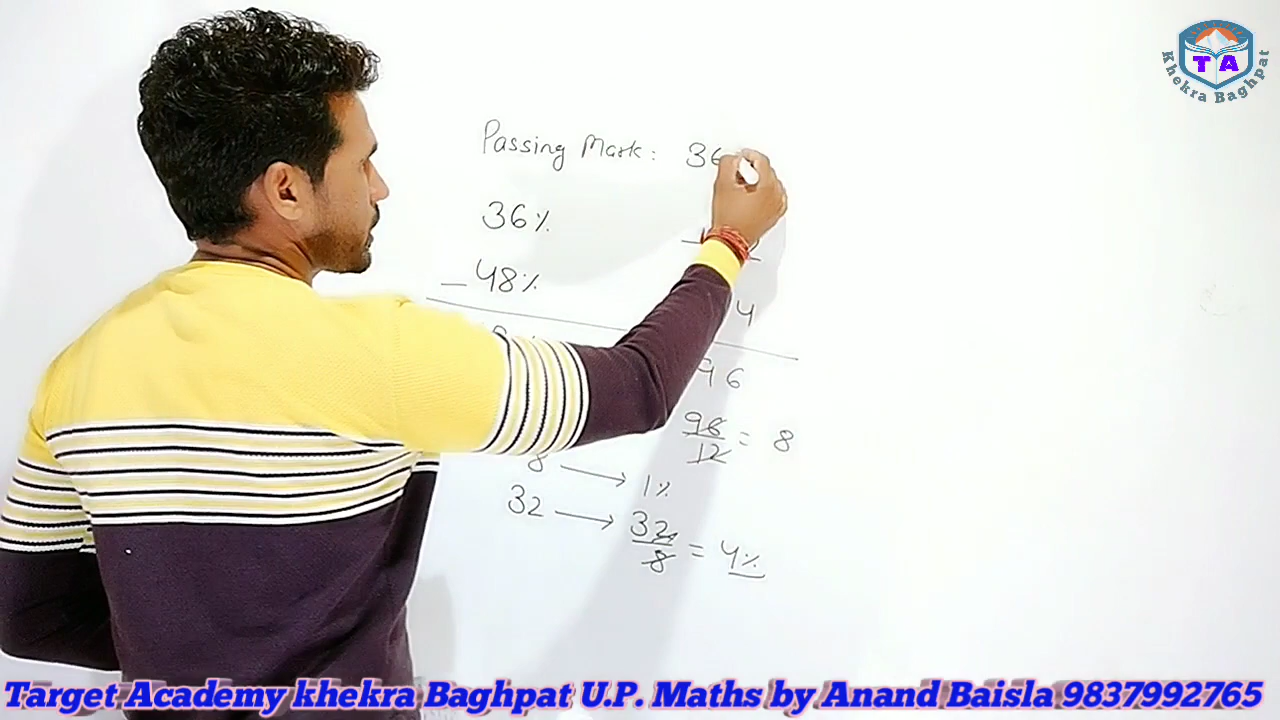 T A
Khekra Baghpat
Passing Mark: 36
36%
- 48%
4
96
96/12 = 8
8 → 1%
32 → 32/8 = 4%
Target Academy khekra Baghpat U.P. Maths by Anand Baisla 9837992765